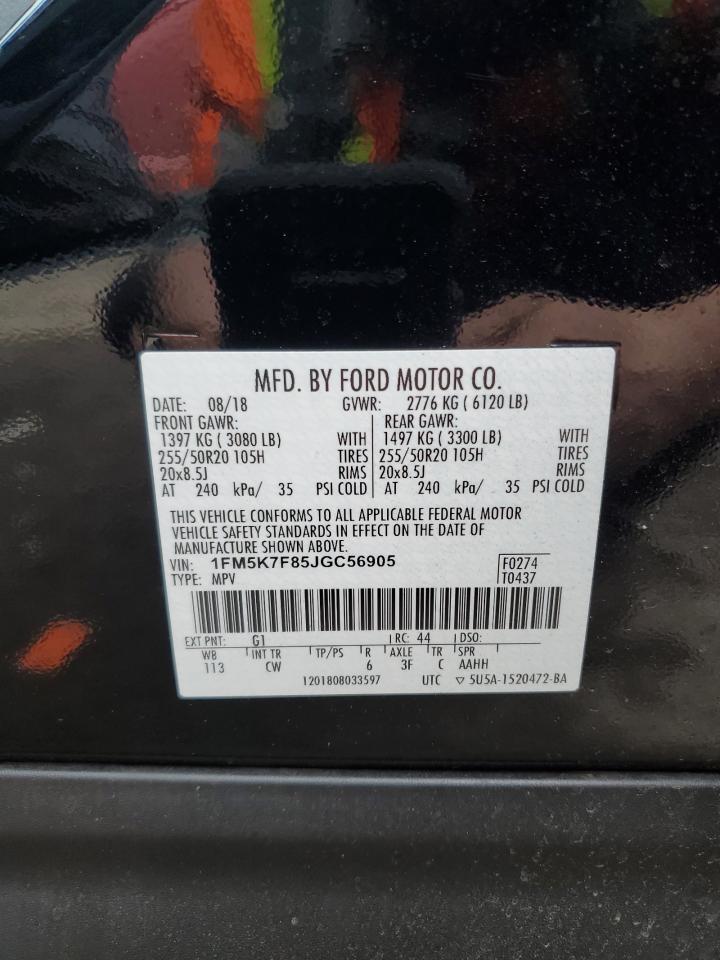 MFD. BY FORD MOTOR CO.
DATE: 08/18 GVWR: 2776 KG ( 6120 LB)
FRONT GAWR: REAR GAWR:
1397 KG ( 3080 LB) WITH 1497 KG ( 3300 LB) WITH
255/50R20 105H TIRES 255/50R20 105H TIRES
20x8.5J RIMS 20x8.5J RIMS
AT 240 kPa/ 35 PSI COLD AT 240 kPa/ 35 PSI COLD
THIS VEHICLE CONFORMS TO ALL APPLICABLE FEDERAL MOTOR
VEHICLE SAFETY STANDARDS IN EFFECT ON THE DATE OF
MANUFACTURE SHOWN ABOVE.
VIN: 1FM5K7F85JGC56905 F0274
TYPE: MPV T0437
EXT PNT: G1 RC: 44 DSO:
WB INT TR TP/PS R AXLE TR SPR
113 CW 6 3F C AAHH
1201808033597 UTC ▽ 5U5A-1520472-BA